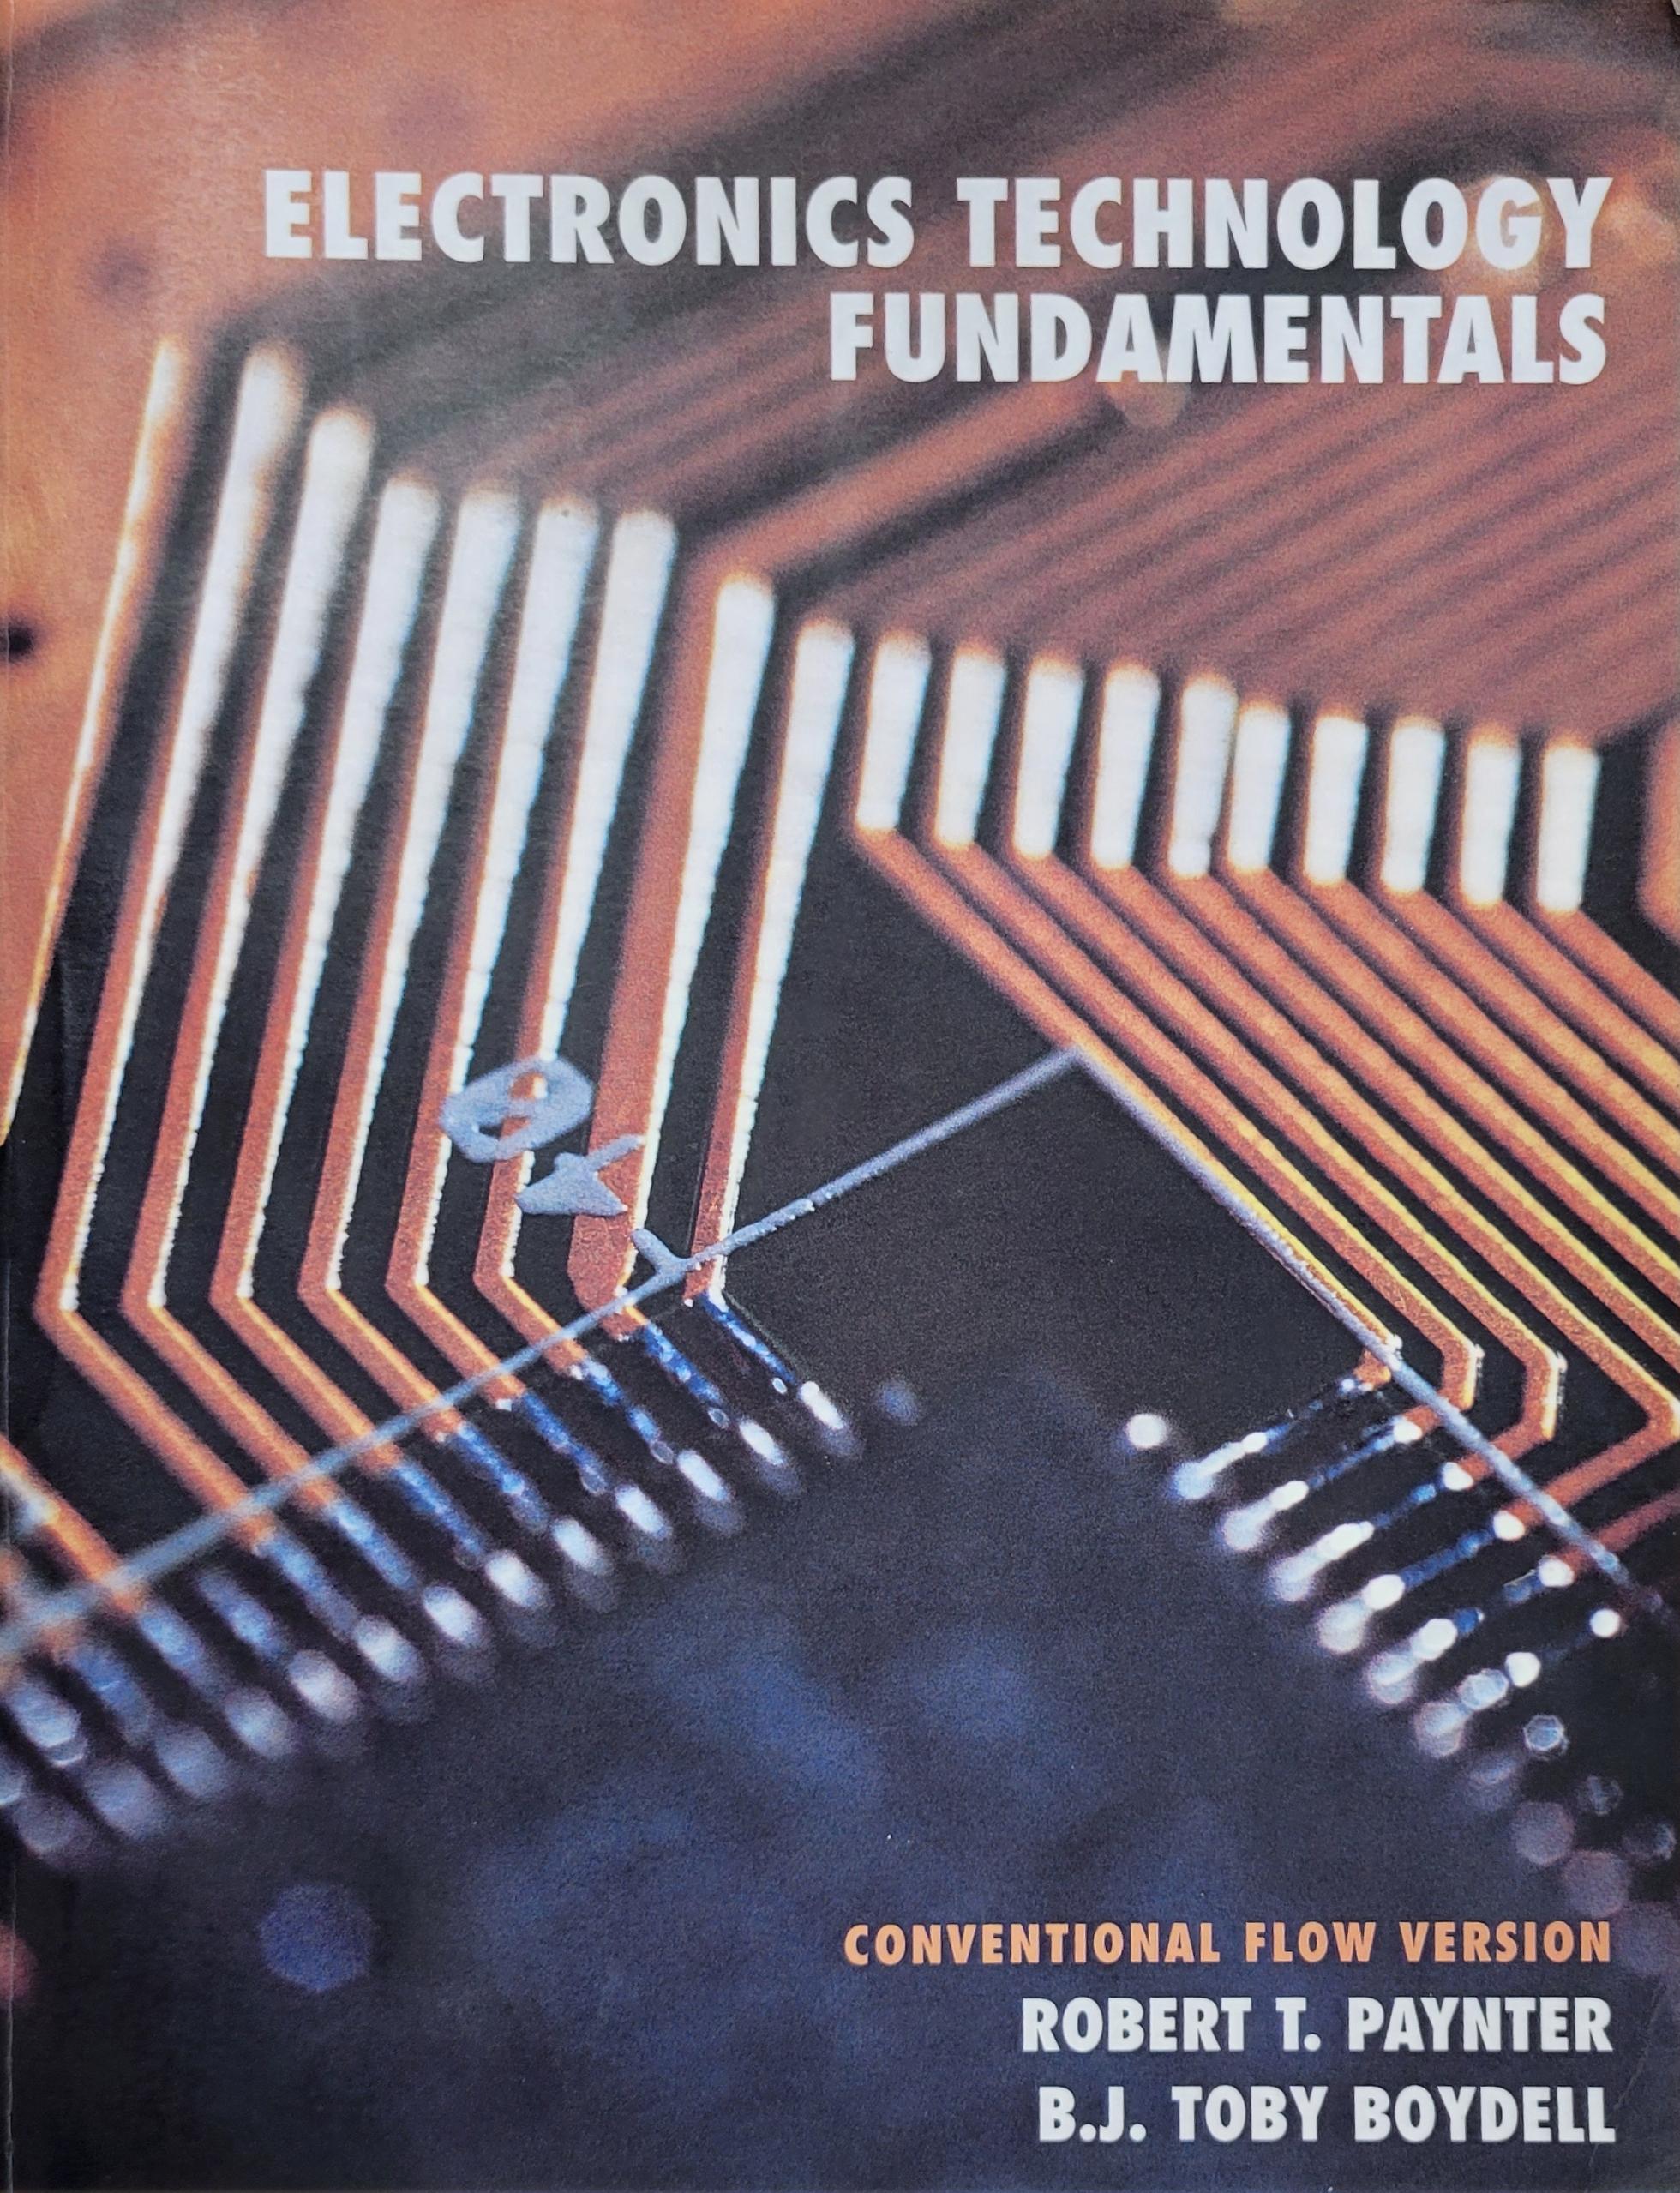 ELECTRONICS TECHNOLOGY
FUNDAMENTALS
CONVENTIONAL FLOW VERSION
ROBERT T. PAYNTER
B.J. TOBY BOYDELL